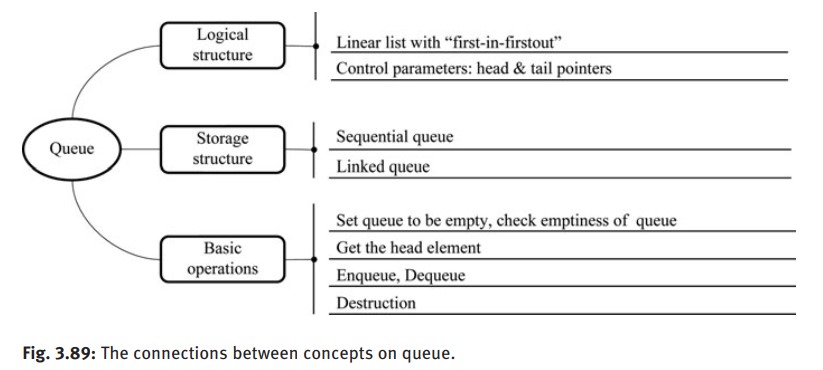 Logical
structure
Linear list with “first-in-firstout”
Control parameters: head & tail pointers
Queue
Storage
structure
Sequential queue
Linked queue
Basic
operations
Set queue to be empty, check emptiness of queue
Get the head element
Enqueue, Dequeue
Destruction
Fig. 3.89: The connections between concepts on queue.